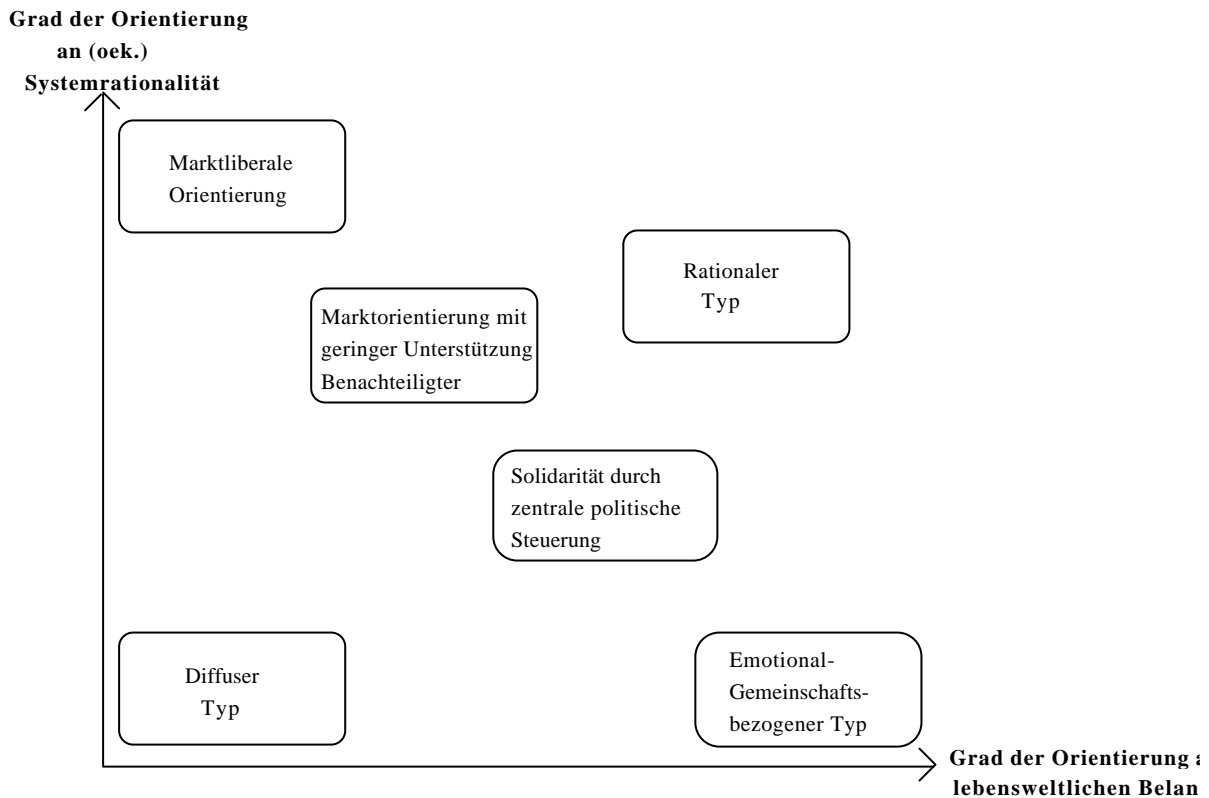 Grad der Orientierung
an (oek.)
Systemrationalität
Marktliberale
Orientierung
Rationaler
Typ
Marktorientierung mit
geringer Unterstützung
Benachteiligter
Solidarität durch
zentrale politische
Steuerung
Diffuser
Typ
Emotional-
Gemeinschafts-
bezogener Typ
Grad der Orientierung
lebensweltlichen Belan